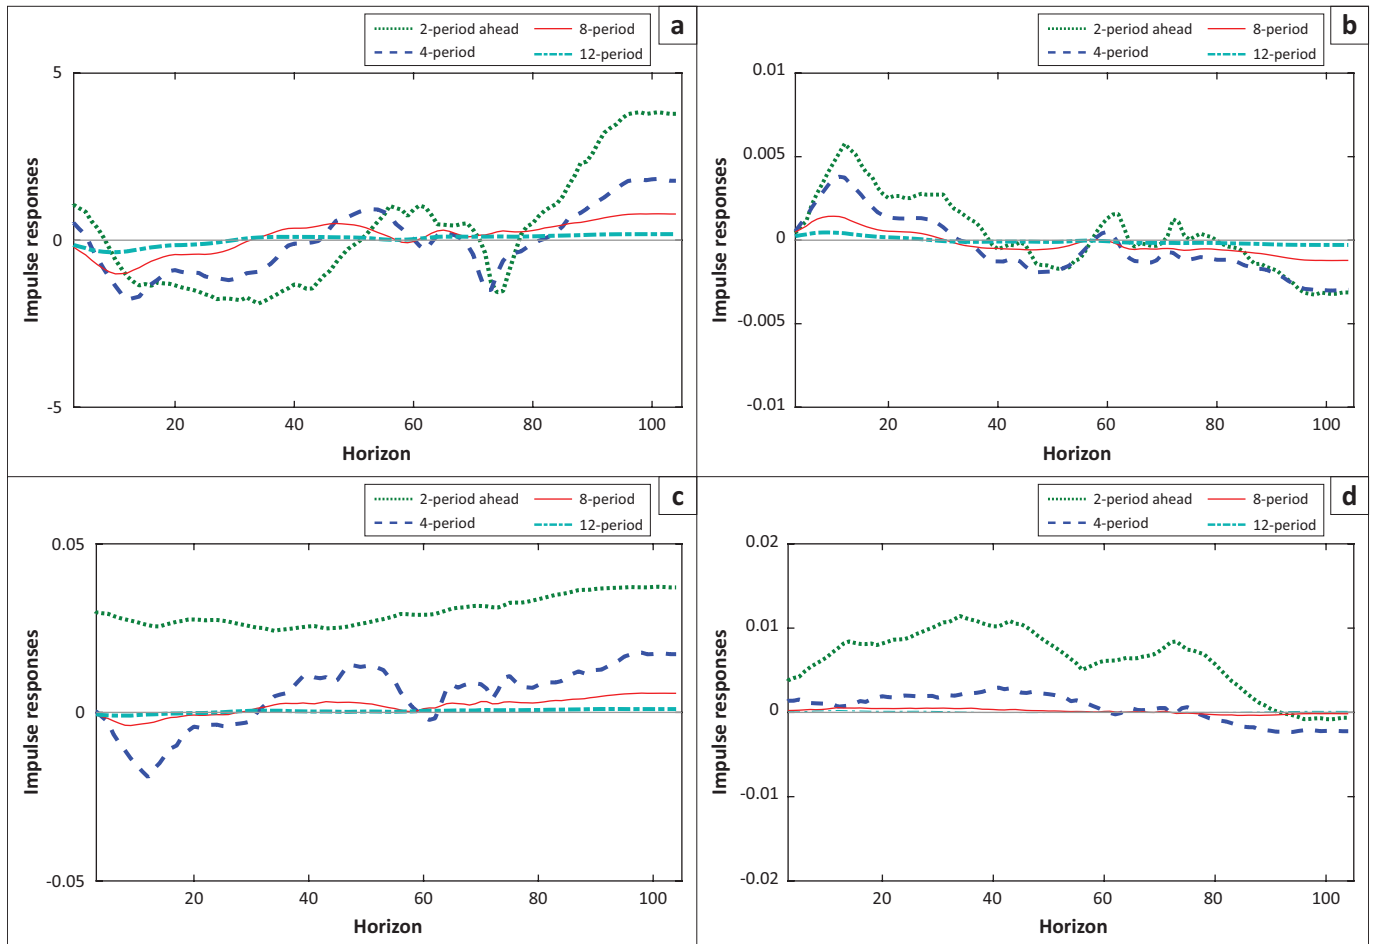 2-period ahead 8-period a
4-period 12-period
5
0
-5
Impulse responses
20 40 60 80 100
Horizon
2-period ahead 8-period b
4-period 12-period
0.01
0.005
0
-0.005
-0.01
Impulse responses
20 40 60 80 100
Horizon
2-period ahead 8-period c
4-period 12-period
0.05
0
-0.05
Impulse responses
20 40 60 80 100
Horizon
2-period ahead 8-period d
4-period 12-period
0.02
0.01
0
-0.01
-0.02
Impulse responses
20 40 60 80 100
Horizon